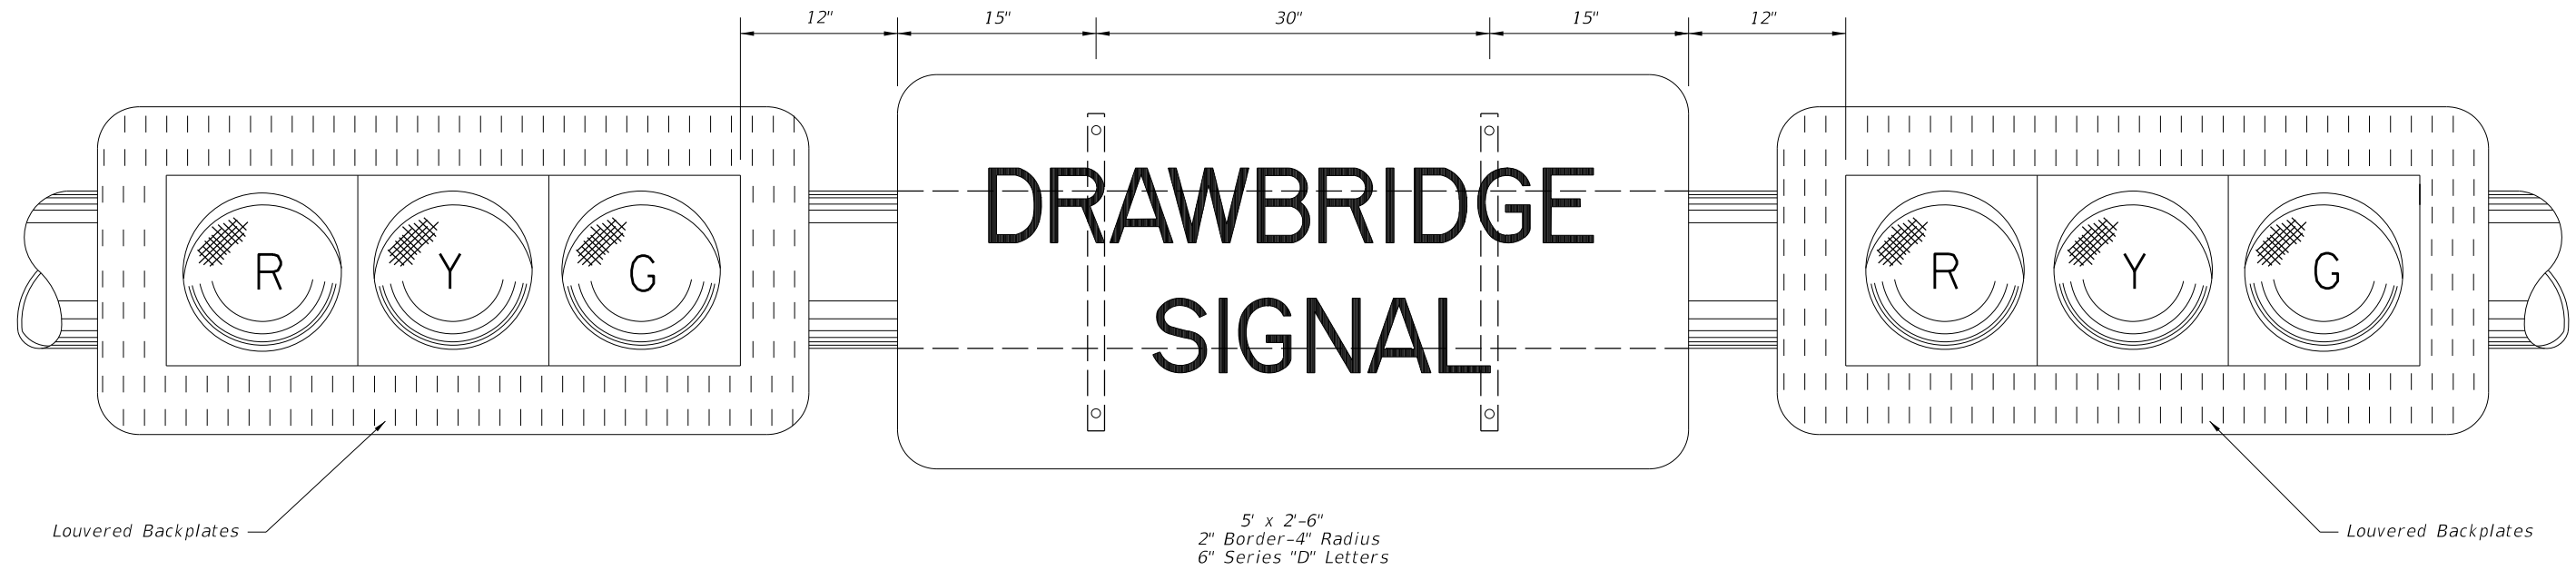 12" 15" 30" 15" 12"
DRAWBRIDGE
SIGNAL
R Y G
R Y G
Louvered Backplates
5' x 2'-6"
2" Border-4" Radius
6" Series "D" Letters
Louvered Backplates